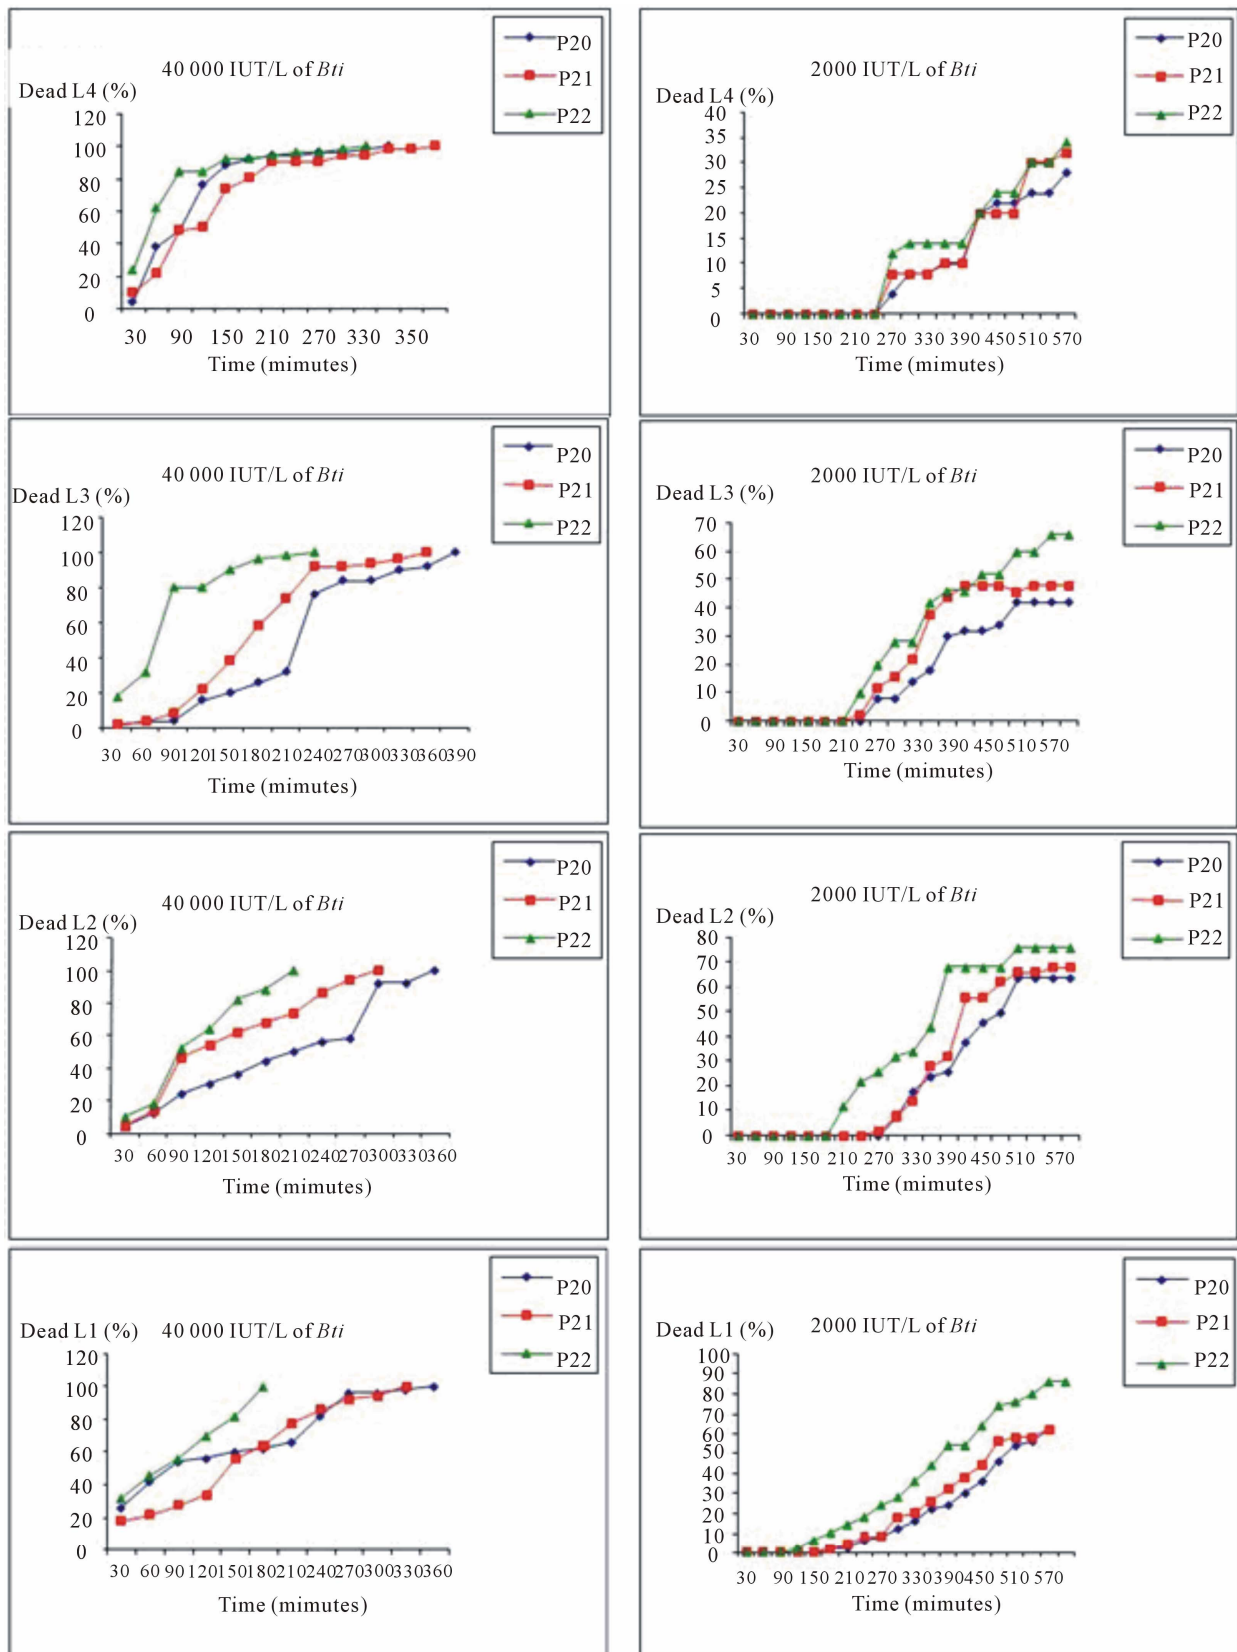 P20
P21
P22
40 000 IUT/L of Bti
Dead L4 (%)
120
100
80
60
40
20
0
30 90 150 210 270 330 350
Time (mimutes)
P20
P21
P22
2000 IUT/L of Bti
Dead L4 (%)
40
35
30
25
20
15
10
5
0
30 90 150 210 270 330 390 450 510 570
Time (mimutes)
P20
P21
P22
40 000 IUT/L of Bti
Dead L3 (%)
120
100
80
60
40
20
0
30 60 90120150180210240270300330360390
Time (mimutes)
P20
P21
P22
2000 IUT/L of Bti
Dead L3 (%)
70
60
50
40
30
20
10
0
30 90 150 210 270 330 390 450 510 570
Time (mimutes)
P20
P21
P22
40 000 IUT/L of Bti
Dead L2 (%)
120
100
80
60
40
20
0
30 60 90 120150180210240270300330360
Time (mimutes)
P20
P21
P22
2000 IUT/L of Bti
Dead L2 (%)
80
70
60
50
40
30
20
10
0
30 90 150 210 270 330 390 450 510 570
Time (mimutes)
P20
P21
P22
Dead L1 (%) 40 000 IUT/L of Bti
120
100
80
60
40
20
0
30 60 90 120150180210240270300330360
Time (mimutes)
P20
P21
P22
Dead L1 (%) 2000 IUT/L of Bti
100
90
80
70
60
50
40
30
20
10
0
30 90 150 210 270 330 390450 510 570
Time (mimutes)